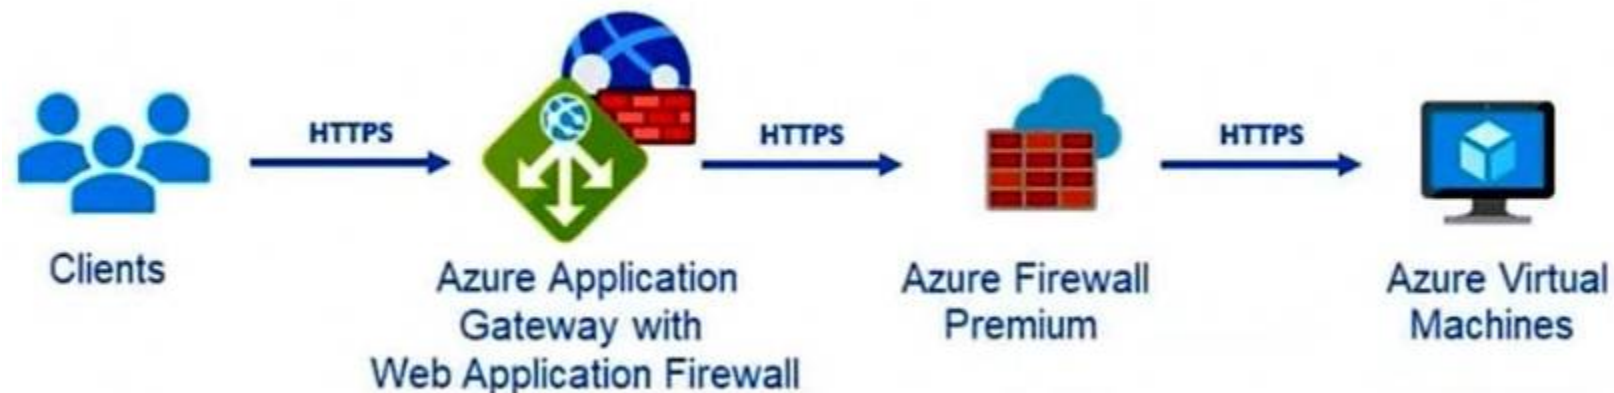 HTTPS
HTTPS
HTTPS
Clients
Azure Application
Gateway with
Web Application Firewall
Azure Firewall
Premium
Azure Virtual
Machines